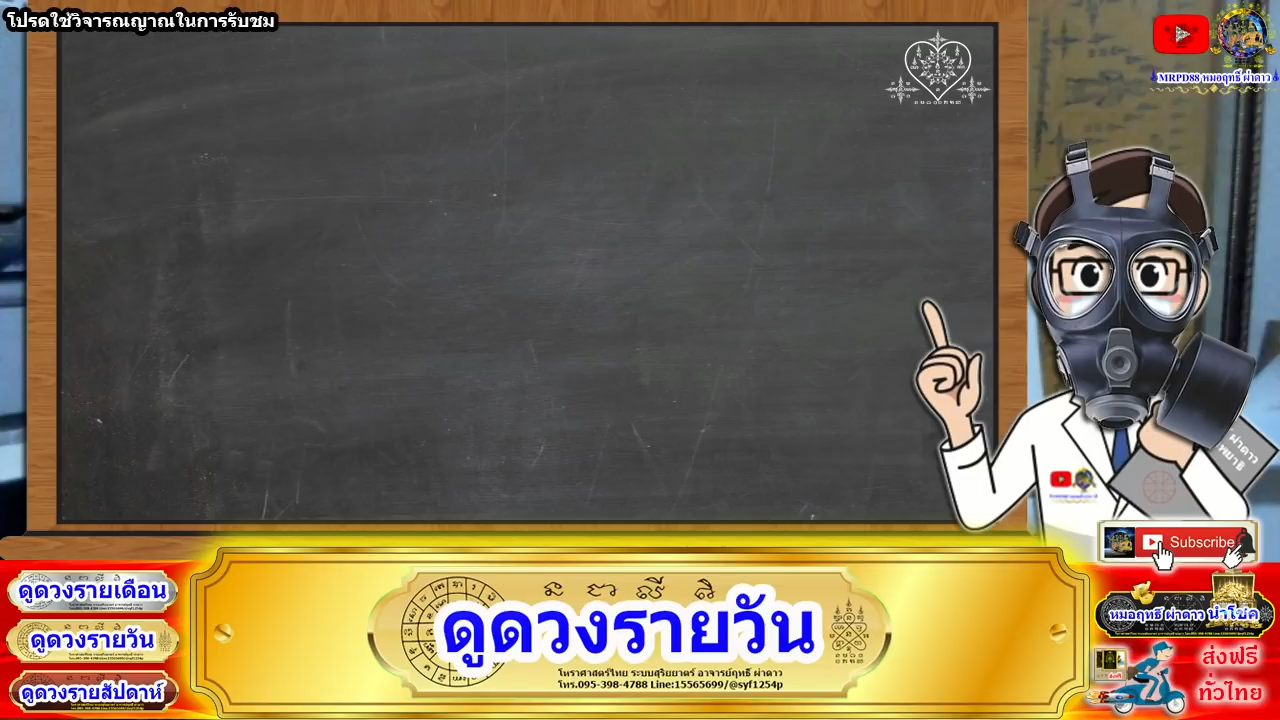 โปรดใช้วิจารณญาณในการรับชม
MRPD88 หมอฤทธิ์ ผ่าดาว
ผ่าดาว
พยาธิ
Subscribe
ดูดวงรายเดือน
ดูดวงรายวัน
ดูดวงรายสัปดาห์
ดูดวงรายวัน
โหราศาสตร์ไทย ระบบสุริยยาตร์ อาจารย์ฤทธิ์ ผ่าดาว
โทร.095-398-4788 Line:15565699/@syf1254p
หมอฤทธิ์ ผ่าดาว นำโชค
ส่งฟรี
ทั่วไทย